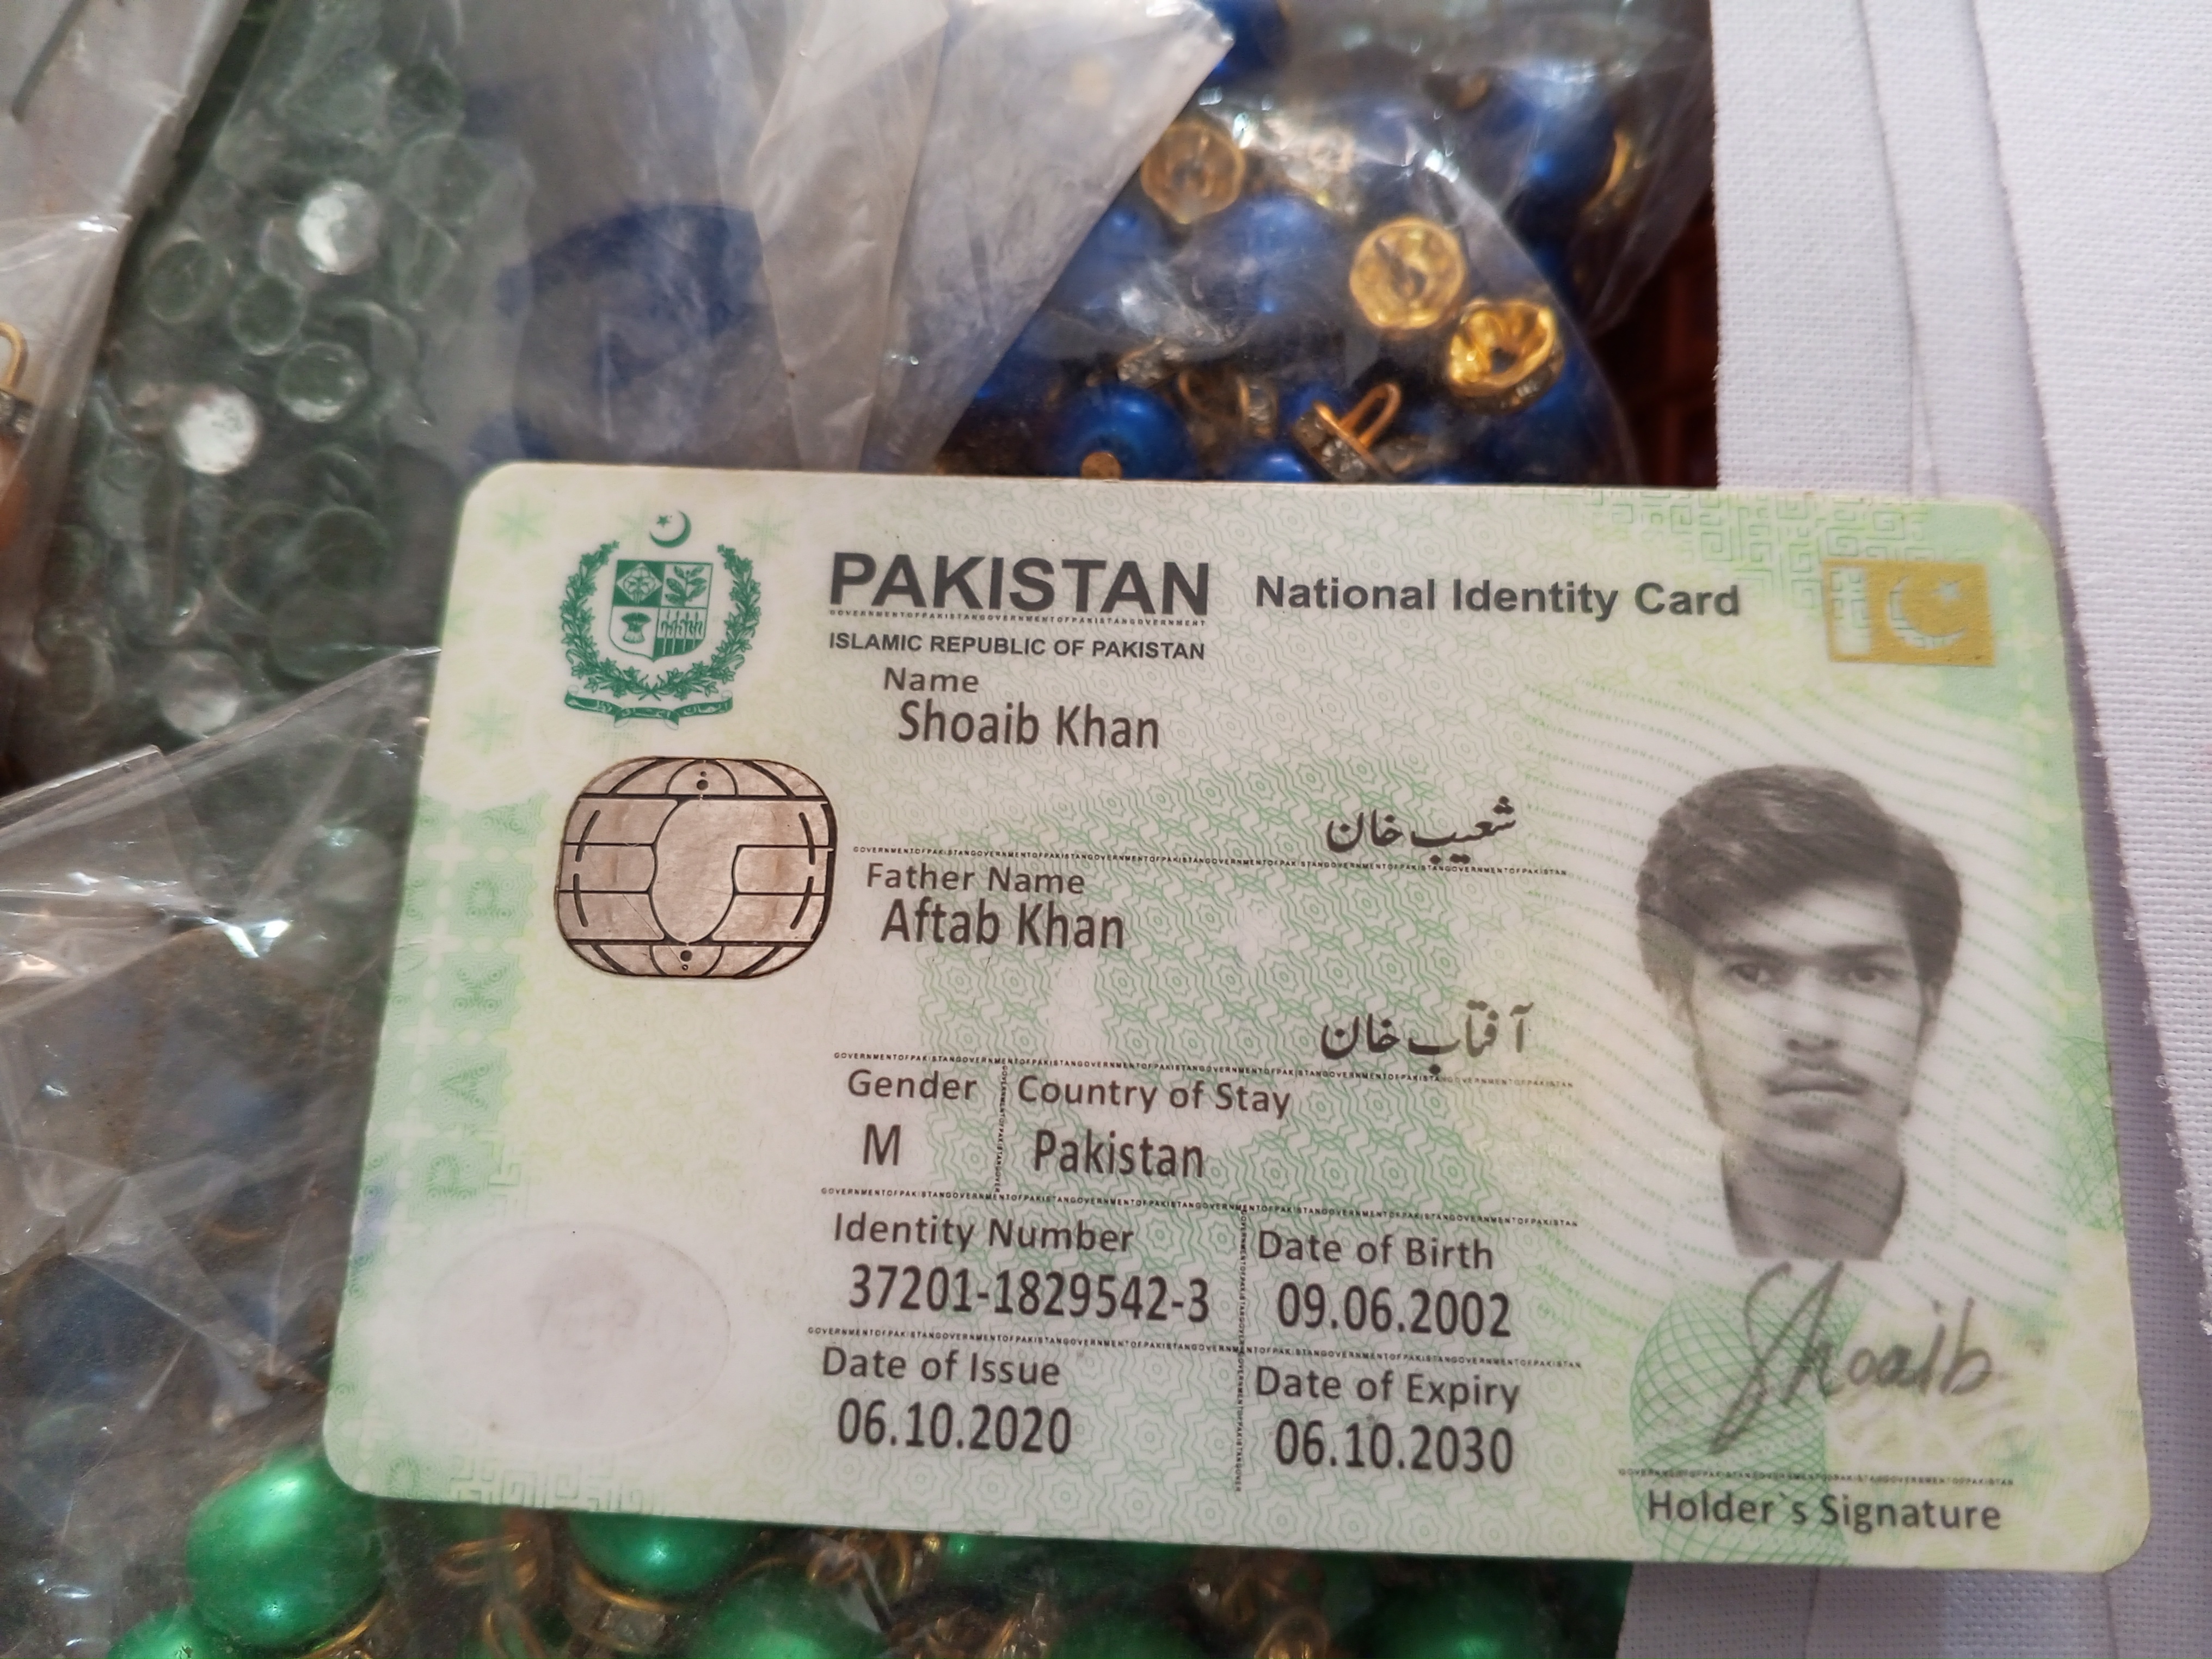 PAKISTAN National Identity Card
ISLAMIC REPUBLIC OF PAKISTAN
Name
Shoaib Khan
شعیب خان
Father Name
Aftab Khan
آفتاب خان
Gender Country of Stay
M Pakistan
Identity Number Date of Birth
37201-1829542-3 09.06.2002
Date of Issue Date of Expiry
06.10.2020 06.10.2030
Shoaib
Holder`s Signature